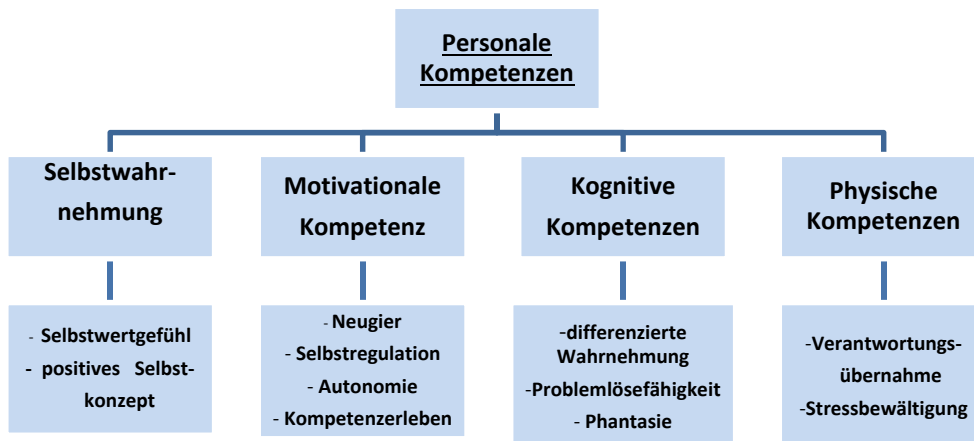 Personale
Kompetenzen
Selbstwahr-
nehmung
Motivationale
Kompetenz
Kognitive
Kompetenzen
Physische
Kompetenzen
- Selbstwertgefühl
- positives Selbst-
konzept
- Neugier
- Selbstregulation
- Autonomie
- Kompetenzerleben
-differenzierte
Wahrnehmung
-Problemlösefähigkeit
- Phantasie
-Verantwortungs-
übernahme
-Stressbewältigung